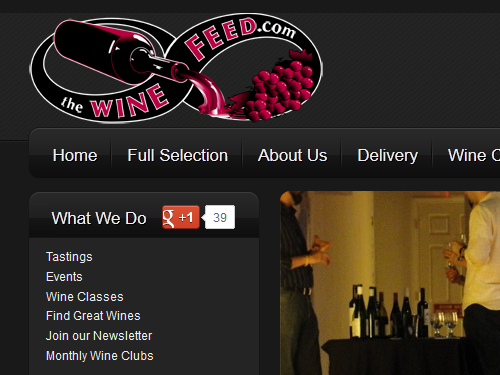 the WINE FEED.com
Home Full Selection About Us Delivery Wine C
What We Do g +1 39
Tastings
Events
Wine Classes
Find Great Wines
Join our Newsletter
Monthly Wine Clubs